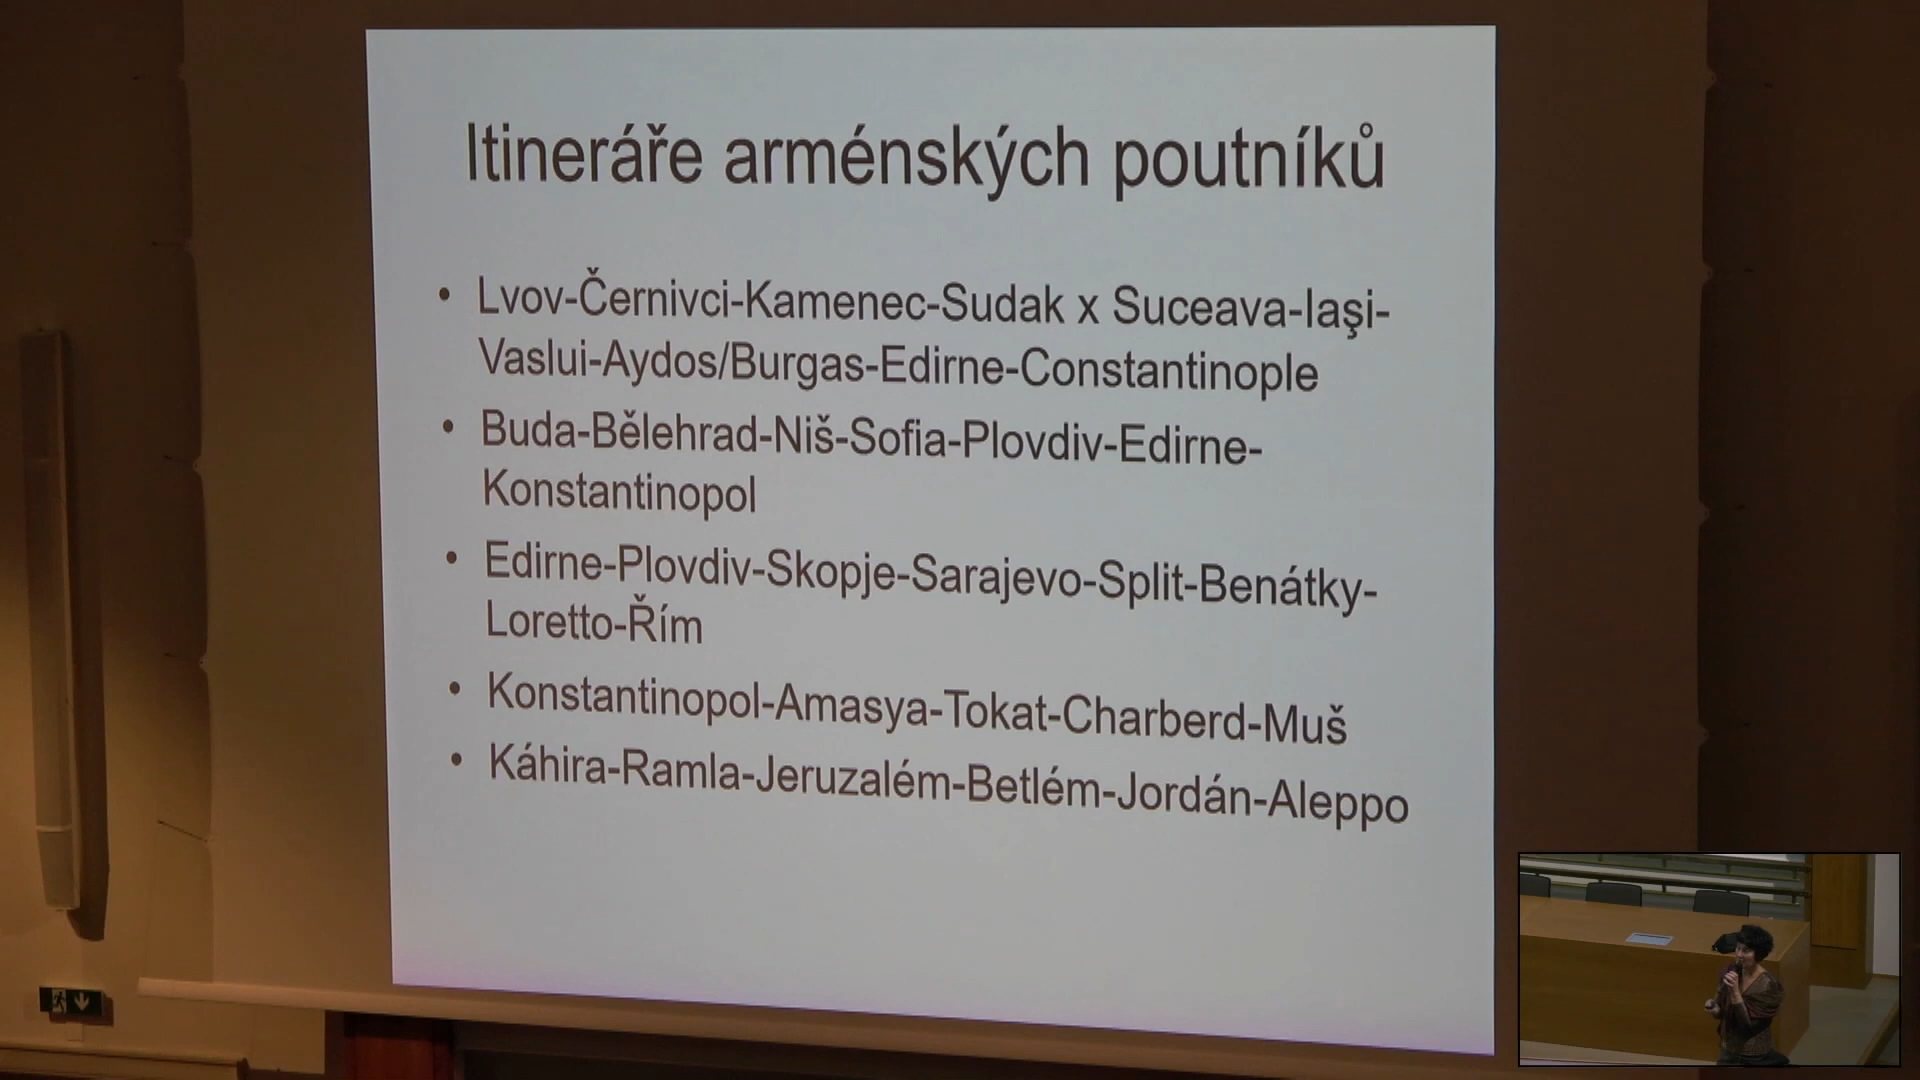 Itineráře arménských poutníků
• Lvov-Černivci-Kamenec-Sudak x Suceava-Iaşi-
Vaslui-Aydos/Burgas-Edirne-Constantinople
• Buda-Bělehrad-Niš-Sofia-Plovdiv-Edirne-
Konstantinopol
• Edirne-Plovdiv-Skopje-Sarajevo-Split-Benátky-
Loretto-Řím
• Konstantinopol-Amasya-Tokat-Charberd-Muš
• Káhira-Ramla-Jeruzalém-Betlém-Jordán-Aleppo